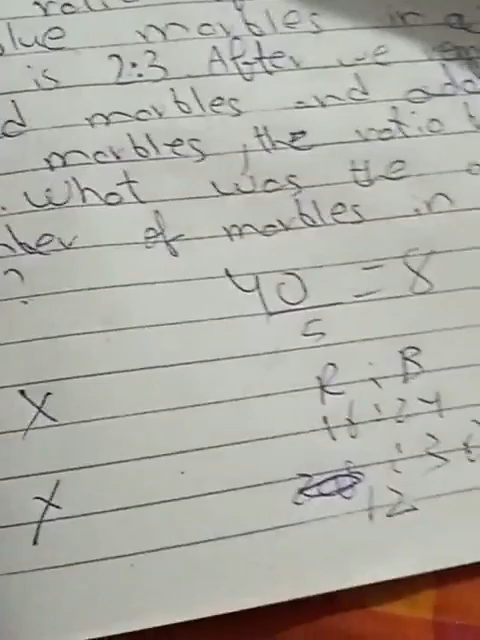 blue marbles in a
is 2:3 After we
marbles and add
marbles, the ratio
. What was the
of marbles in
?
40 = 8
5
R : B
X 16 : 24
: 36
X 12